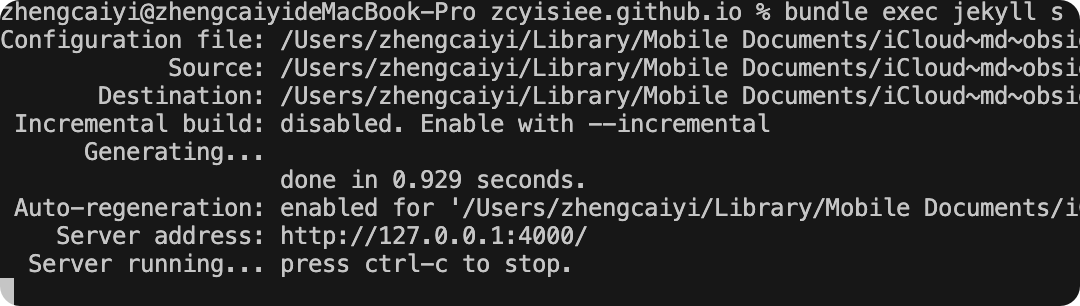 zhengcaiyi@zhengcaiyideMacBook-Pro zcyisiee.github.io % bundle exec jekyll s
Configuration file: /Users/zhengcaiyi/Library/Mobile Documents/iCloud~md~obsi
Source: /Users/zhengcaiyi/Library/Mobile Documents/iCloud~md~obsi
Destination: /Users/zhengcaiyi/Library/Mobile Documents/iCloud~md~obsi
Incremental build: disabled. Enable with --incremental
Generating...
done in 0.929 seconds.
Auto-regeneration: enabled for '/Users/zhengcaiyi/Library/Mobile Documents/i
Server address: http://127.0.0.1:4000/
Server running... press ctrl-c to stop.